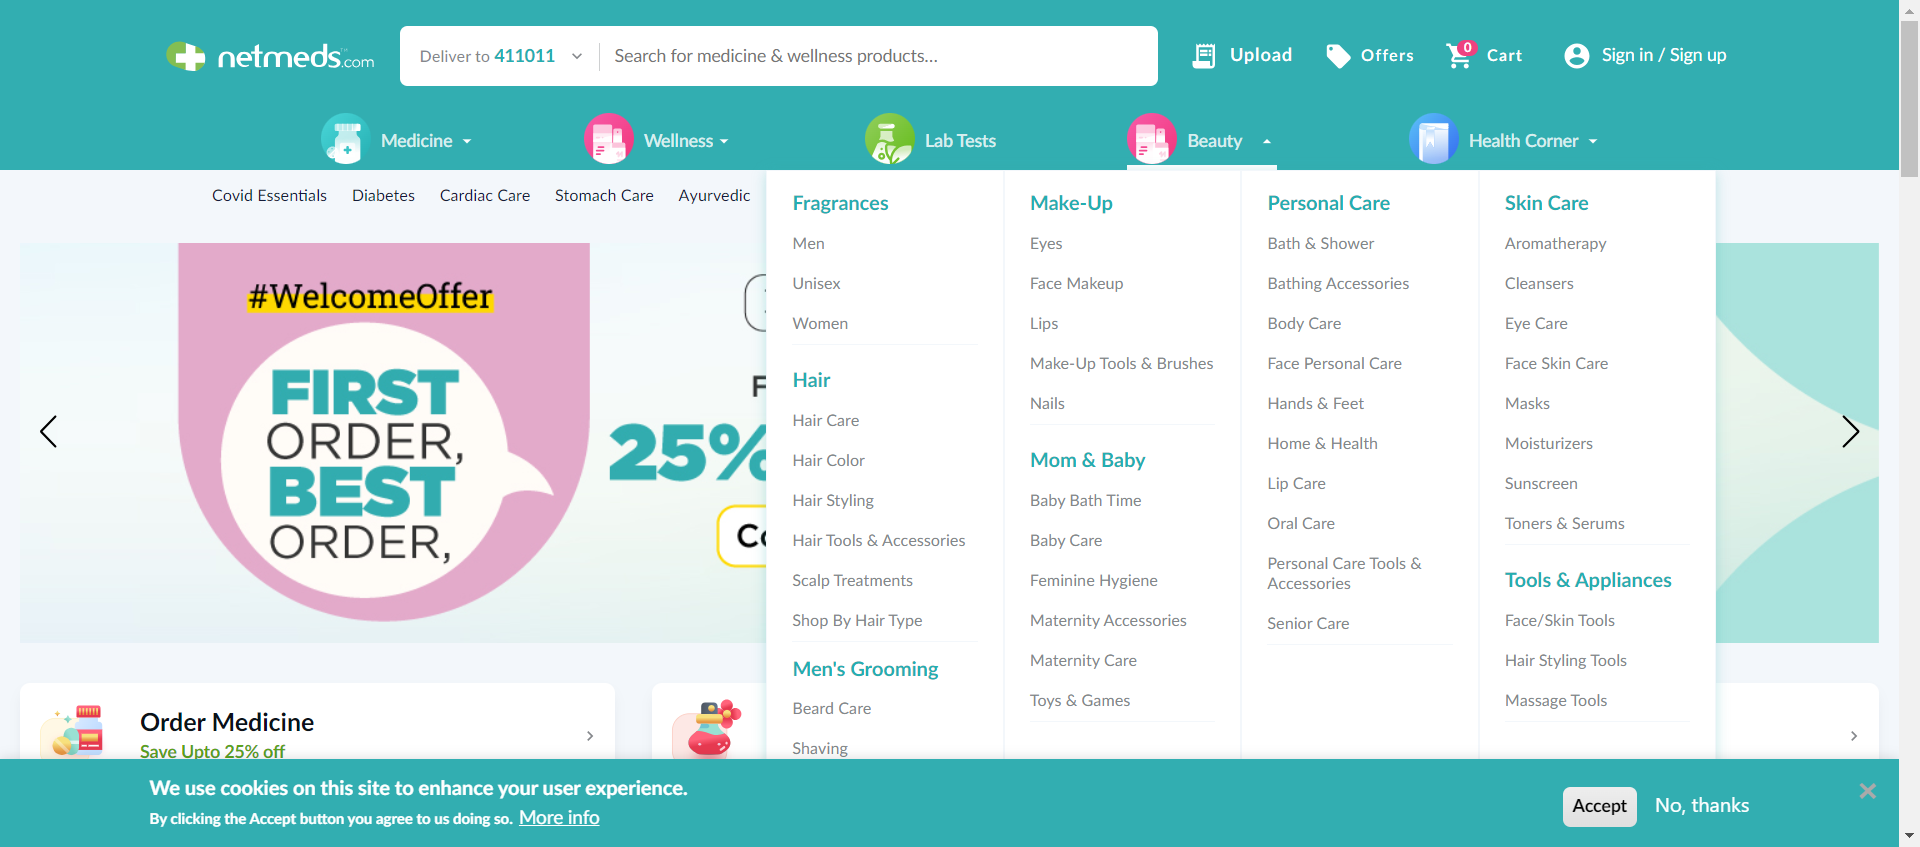 netmeds.com
Deliver to 411011
Search for medicine & wellness products...
Upload
Offers
0
Cart
Sign in / Sign up
Medicine
Wellness
Lab Tests
Beauty
Health Corner
Covid Essentials
Diabetes
Cardiac Care
Stomach Care
Ayurvedic
#WelcomeOffer
FIRST
ORDER,
BEST
ORDER,
F
25%
Co
Fragrances
Men
Unisex
Women
Hair
Hair Care
Hair Color
Hair Styling
Hair Tools & Accessories
Scalp Treatments
Shop By Hair Type
Men's Grooming
Beard Care
Shaving
Make-Up
Eyes
Face Makeup
Lips
Make-Up Tools & Brushes
Nails
Mom & Baby
Baby Bath Time
Baby Care
Feminine Hygiene
Maternity Accessories
Maternity Care
Toys & Games
Personal Care
Bath & Shower
Bathing Accessories
Body Care
Face Personal Care
Hands & Feet
Home & Health
Lip Care
Oral Care
Personal Care Tools &
Accessories
Senior Care
Skin Care
Aromatherapy
Cleansers
Eye Care
Face Skin Care
Masks
Moisturizers
Sunscreen
Toners & Serums
Tools & Appliances
Face/Skin Tools
Hair Styling Tools
Massage Tools
Order Medicine
Save Upto 25% off
We use cookies on this site to enhance your user experience.
By clicking the Accept button you agree to us doing so. More info
Accept
No, thanks